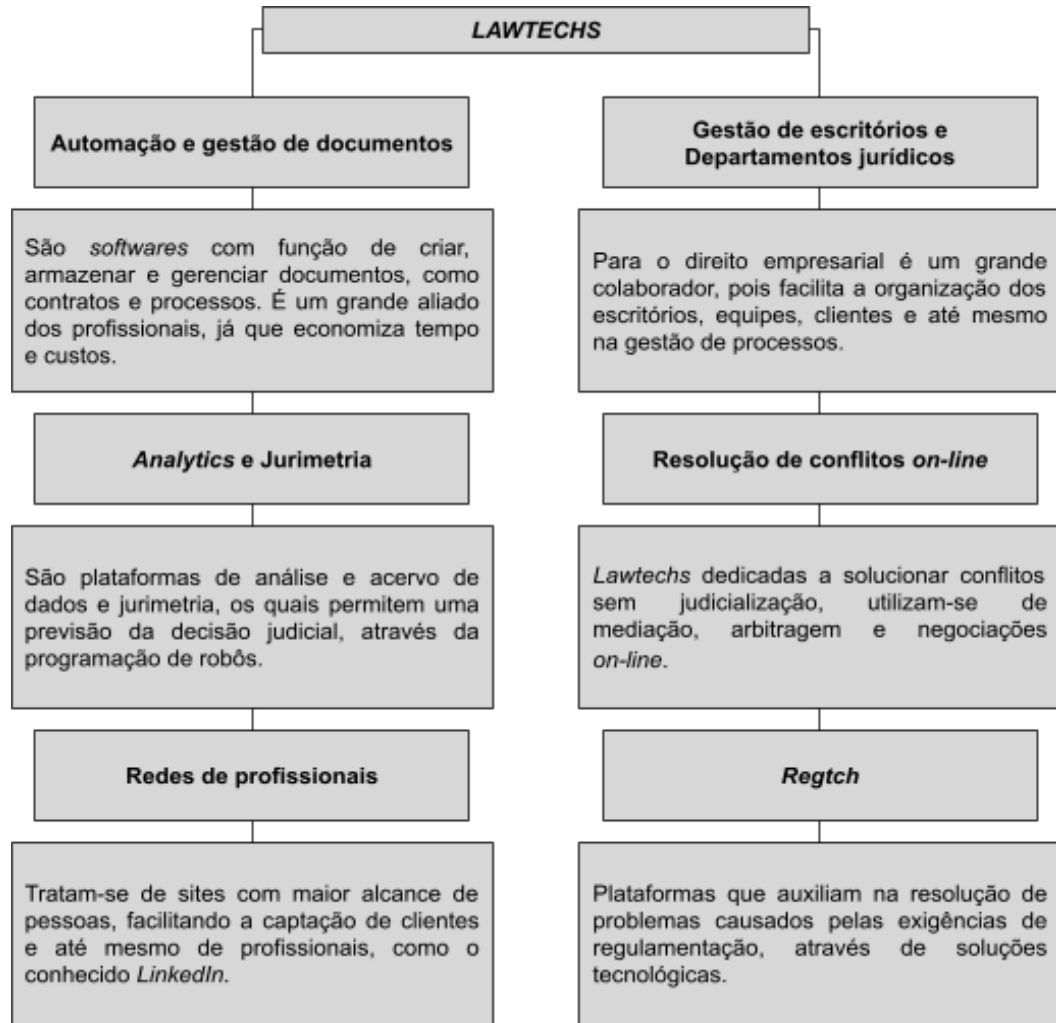 LAWTECHS
Automação e gestão de documentos
São softwares com função de criar,
armazenar e gerenciar documentos, como
contratos e processos. É um grande aliado
dos profissionais, já que economiza tempo
e custos.
Analytics e Jurimetria
São plataformas de análise e acervo de
dados e jurimetria, os quais permitem uma
previsão da decisão judicial, através da
programação de robôs.
Redes de profissionais
Tratam-se de sites com maior alcance de
pessoas, facilitando a captação de clientes
e até mesmo de profissionais, como o
conhecido LinkedIn.
Gestão de escritórios e
Departamentos jurídicos
Para o direito empresarial é um grande
colaborador, pois facilita a organização dos
escritórios, equipes, clientes e até mesmo
na gestão de processos.
Resolução de conflitos on-line
Lawtechs dedicadas a solucionar conflitos
sem judicialização, utilizam-se de
mediação, arbitragem e negociações
on-line.
Regtch
Plataformas que auxiliam na resolução de
problemas causados pelas exigências de
regulamentação, através de soluções
tecnológicas.